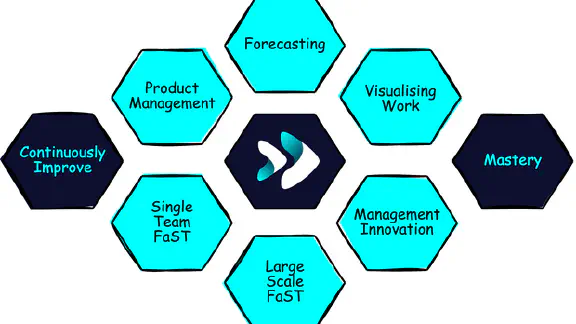 Forecasting
Product
Management
Visualising
Work
Continuously
Improve
Mastery
Single
Team
FaST
Management
Innovation
Large
Scale
FaST